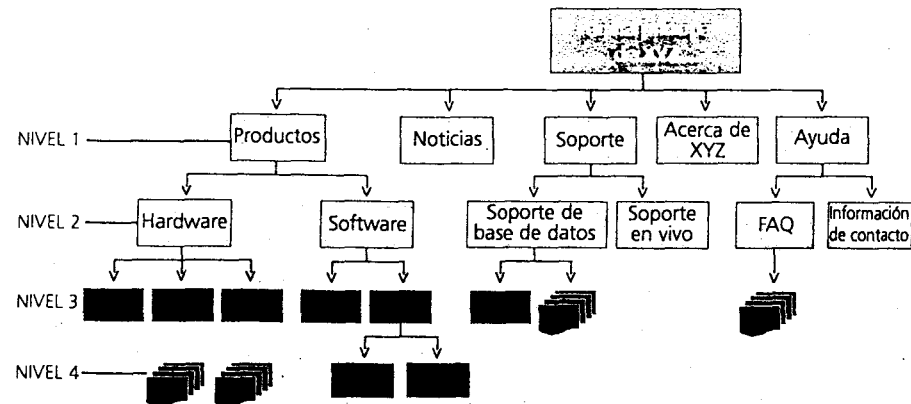 NIVEL 1
Productos
Noticias
Soporte
Acerca de
XYZ
Ayuda
NIVEL 2
Hardware
Software
Soporte de
base de datos
Soporte
en vivo
FAQ
Información
de contacto
NIVEL 3
NIVEL 4